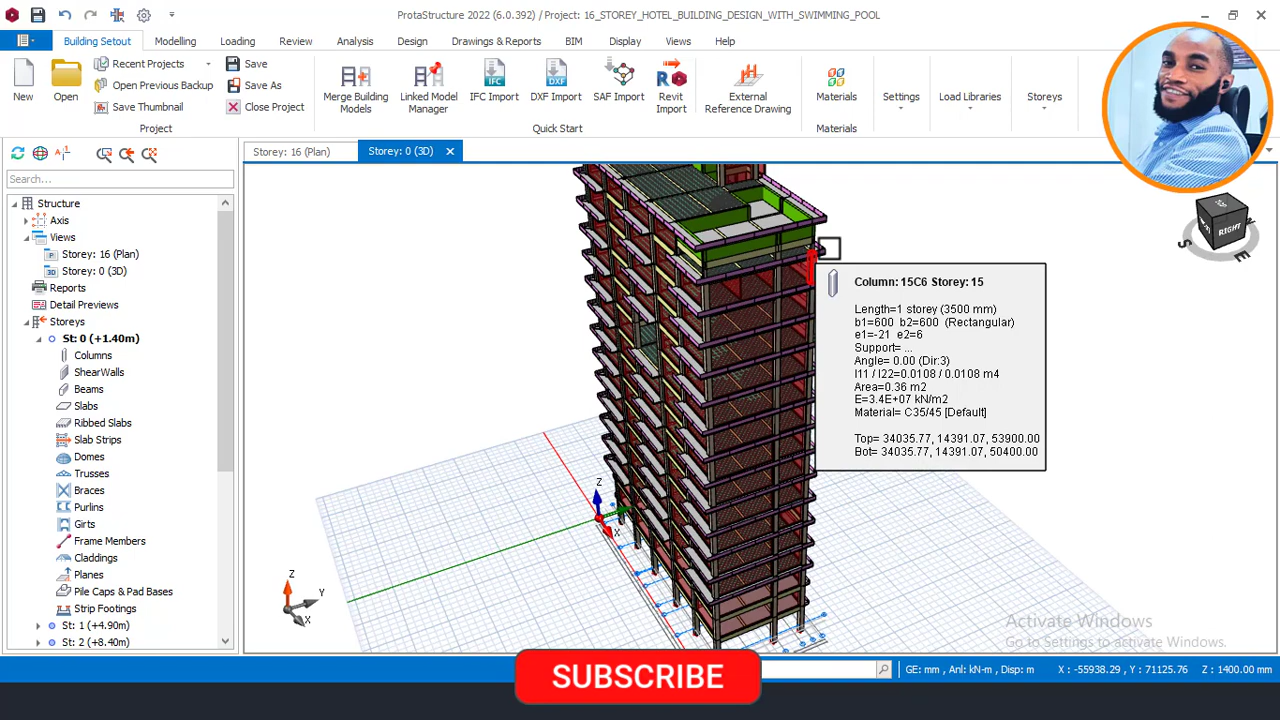 ProtaStructure 2022 (6.0.392) / Project: 16_STOREY_HOTEL_BUILDING_DESIGN_WITH_SWIMMING_POOL
Building Setout Modelling Loading Review Analysis Design Drawings & Reports BIM Display Views Help
New
Open
Recent Projects
Open Previous Backup
Save Thumbnail
Save
Save As
Close Project
Project
Merge Building
Models
Linked Model
Manager
IFC Import
DXF Import
SAF Import
Revit
Import
External
Reference Drawing
Quick Start
Materials
Materials
Settings
Load Libraries
Storeys
Storey: 16 (Plan)
Storey: 0 (3D)
Search...
Structure
Axis
Views
Storey: 16 (Plan)
Storey: 0 (3D)
Reports
Detail Previews
Storeys
St: 0 (+1.40m)
Columns
ShearWalls
Beams
Slabs
Ribbed Slabs
Slab Strips
Domes
Trusses
Braces
Purlins
Girts
Frame Members
Claddings
Planes
Pile Caps & Pad Bases
Strip Footings
St: 1 (+4.90m)
St: 2 (+8.40m)
TOP
RIGHT
S
E
Column: 15C6 Storey: 15
Length=1 storey (3500 mm)
b1=600 b2=600 (Rectangular)
e1=-21 e2=6
Support= ...
Angle= 0.00 (Dir:3)
I11 / I22=0.0108 / 0.0108 m4
Area=0.36 m2
E=3.4E+07 kN/m2
Material= C35/45 [Default]
Top= 34035.77, 14391.07, 53900.00
Bot= 34035.77, 14391.07, 50400.00
Z
X
Z
Y
X
Activate Windows
Go to Settings to activate Windows.
SUBSCRIBE
GE: mm , Anl: kN-m , Disp: m
X : -55938.29 , Y : 71125.76
Z : 1400.00 mm